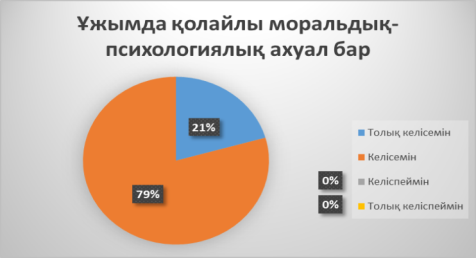 Ұжымда қолайлы моральдық-
психологиялық ахуал бар
21%
79%
0%
0%
Толық келісемін
Келісемін
Келіспеймін
Толық келіспеймін